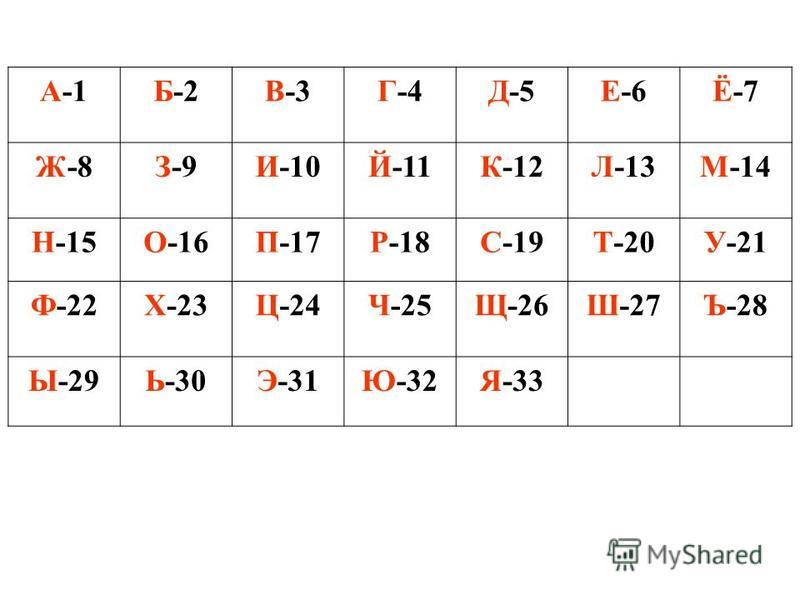 А-1 Б-2 В-3 Г-4 Д-5 Е-6 Ё-7
Ж-8 З-9 И-10 Й-11 К-12 Л-13 М-14
Н-15 О-16 П-17 Р-18 С-19 Т-20 У-21
Ф-22 Х-23 Ц-24 Ч-25 Щ-26 Ш-27 Ъ-28
Ы-29 Ь-30 Э-31 Ю-32 Я-33
MyShared